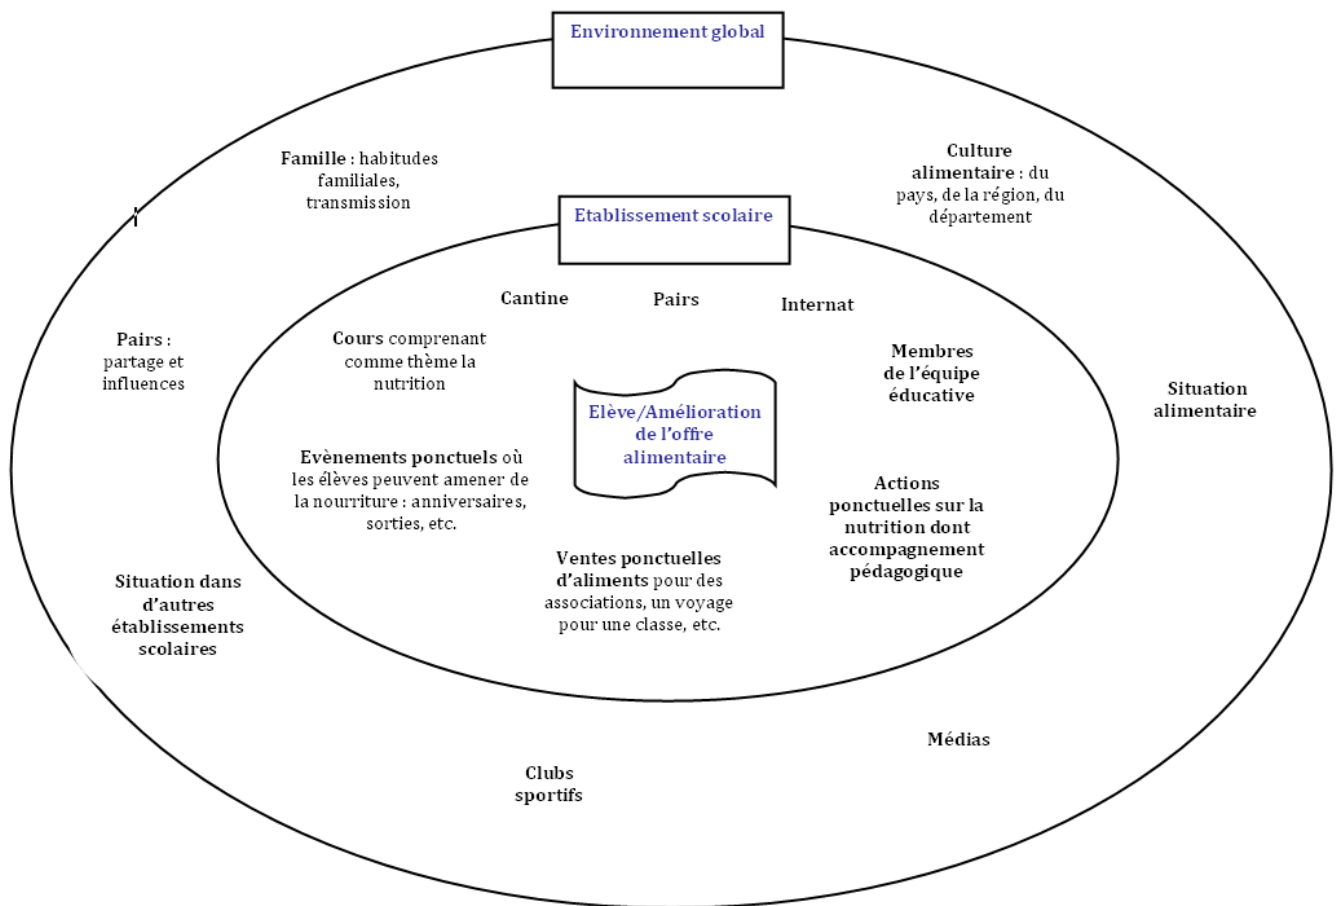 Environnement global
Famille : habitudes
familiales,
transmission
Culture
alimentaire : du
pays, de la région, du
département
Etablissement scolaire
Cantine
Pairs
Internat
Pairs :
partage et
influences
Cours comprenant
comme thème la
nutrition
Membres
de l'équipe
éducative
Situation
alimentaire
Elève/Amélioration
de l'offre
alimentaire
Evènements ponctuels où
les élèves peuvent amener de
la nourriture : anniversaires,
sorties, etc.
Actions
ponctuelles sur la
nutrition dont
accompagnement
pédagogique
Ventes ponctuelles
d'aliments pour des
associations, un voyage
pour une classe, etc.
Situation dans
d'autres
établissements
scolaires
Médias
Clubs
sportifs